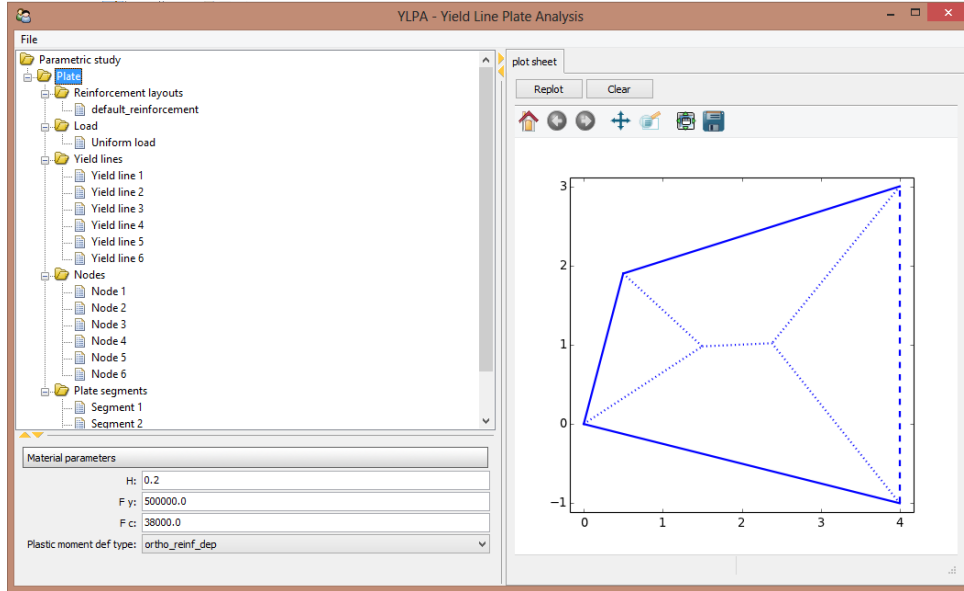 YLPA - Yield Line Plate Analysis
File
Parametric study
Plate
Reinforcement layouts
default_reinforcement
Load
Uniform load
Yield lines
Yield line 1
Yield line 2
Yield line 3
Yield line 4
Yield line 5
Yield line 6
Nodes
Node 1
Node 2
Node 3
Node 4
Node 5
Node 6
Plate segments
Segment 1
Segment 2
Material parameters
H: 0.2
F y: 500000.0
F c: 38000.0
Plastic moment def type: ortho_reinf_dep
plot sheet
Replot Clear
3
2
1
0
−1
0 1 2 3 4